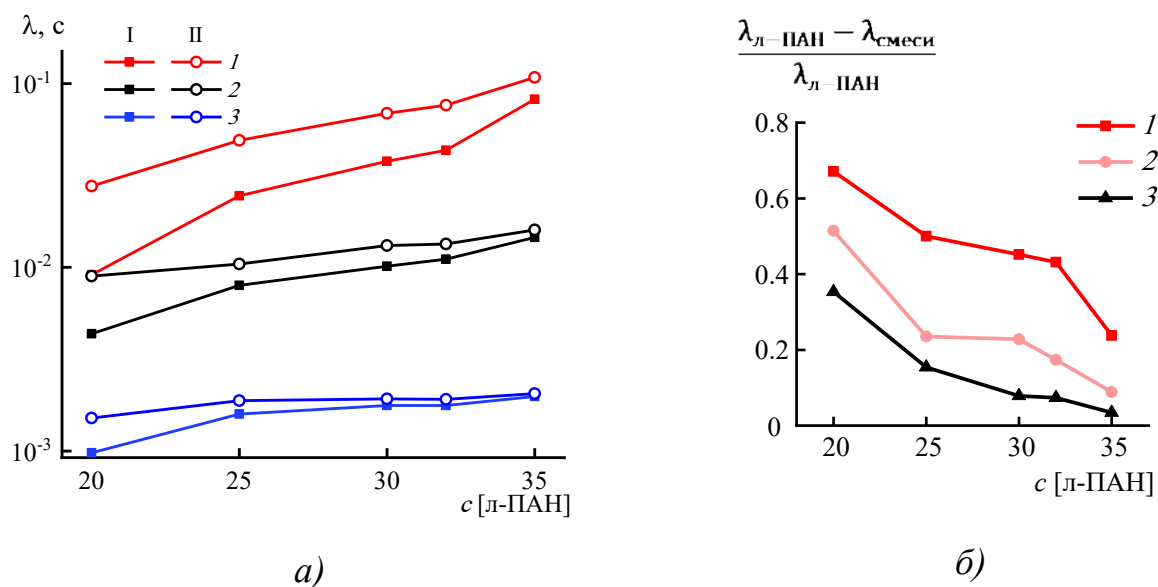 λ, с
I II
1
2
3
10⁻¹
10⁻²
10⁻³
20 25 30 35
c [л-ПАН]
а)
λл−ПАН − λсмеси
λл−ПАН
0.8
0.6
0.4
0.2
0
1
2
3
20 25 30 35
c [л-ПАН]
б)